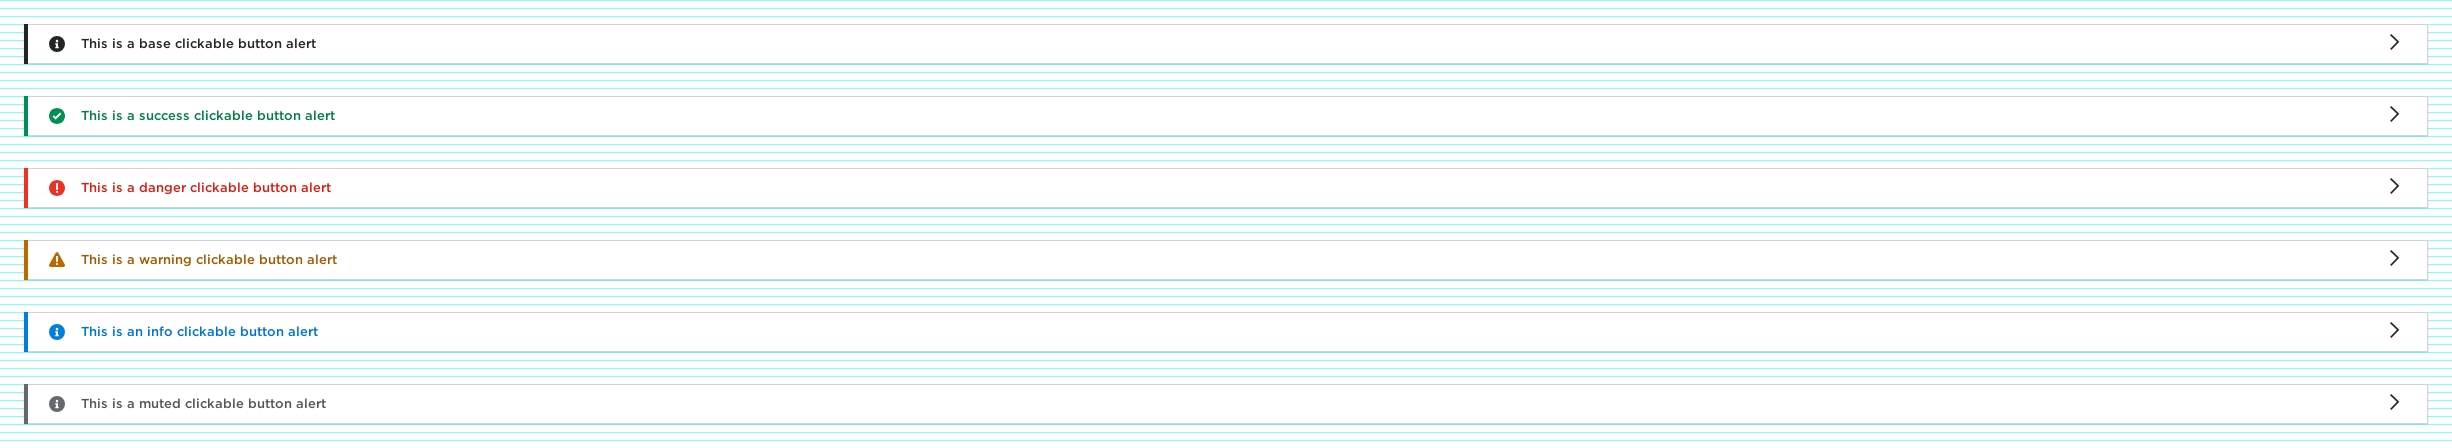 This is a base clickable button alert
This is a success clickable button alert
This is a danger clickable button alert
This is a warning clickable button alert
This is an info clickable button alert
This is a muted clickable button alert